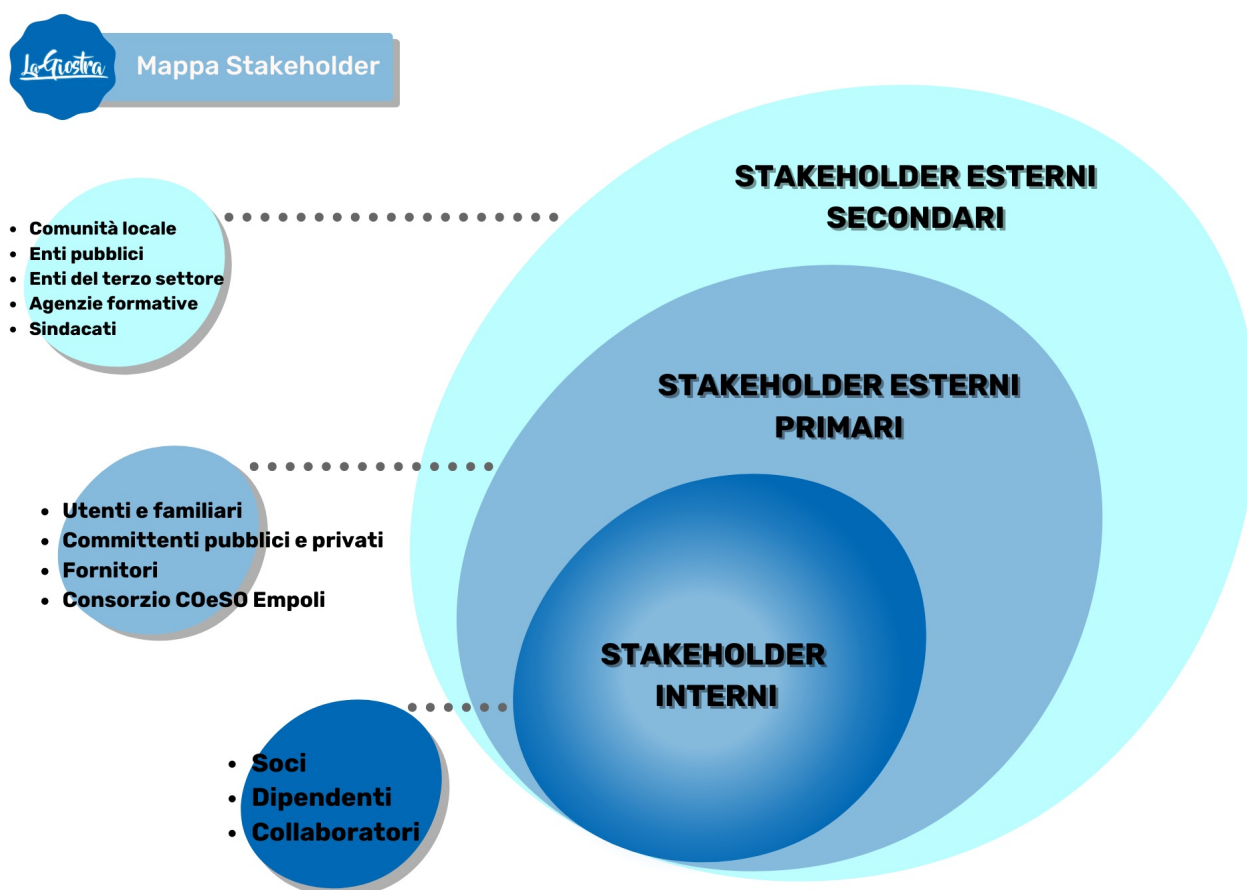 La Giostra
Mappa Stakeholder
STAKEHOLDER ESTERNI
SECONDARI
• Comunità locale
• Enti pubblici
• Enti del terzo settore
• Agenzie formative
• Sindacati
STAKEHOLDER ESTERNI
PRIMARI
• Utenti e familiari
• Committenti pubblici e privati
• Fornitori
• Consorzio COeSO Empoli
STAKEHOLDER
INTERNI
• Soci
• Dipendenti
• Collaboratori